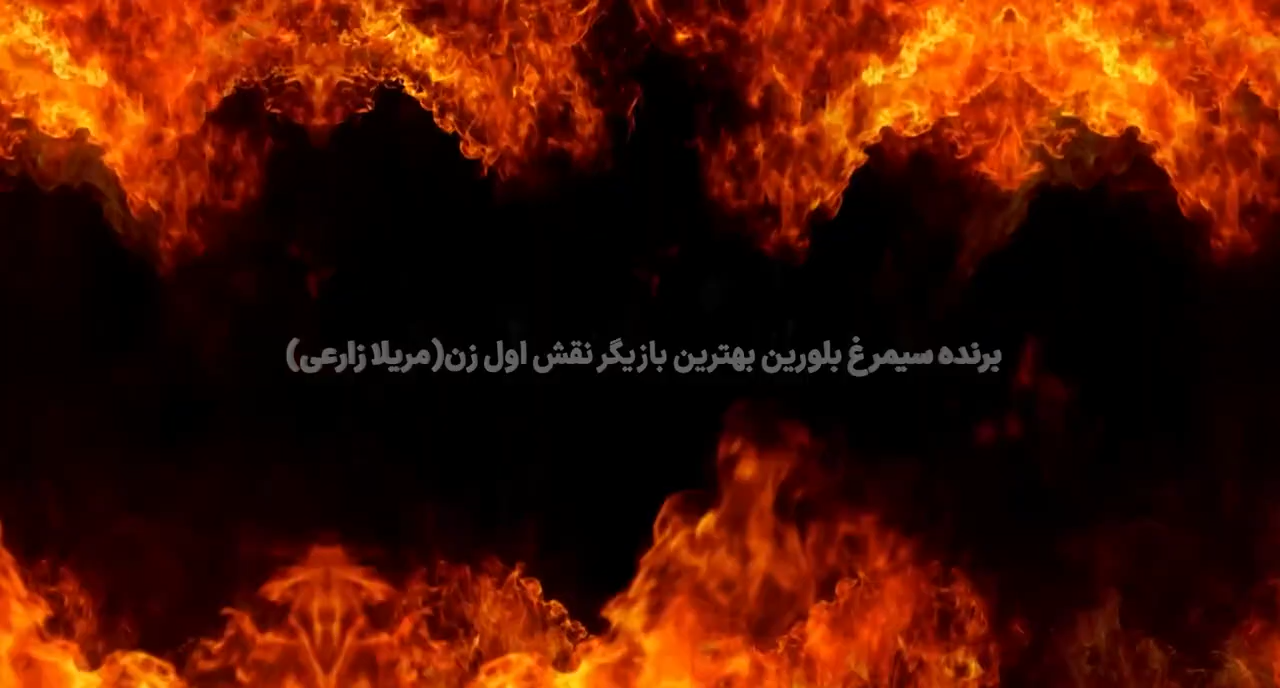 برنده سیمرغ بلورین بهترین بازیگر نقش اول زن(مریلا زارعی)